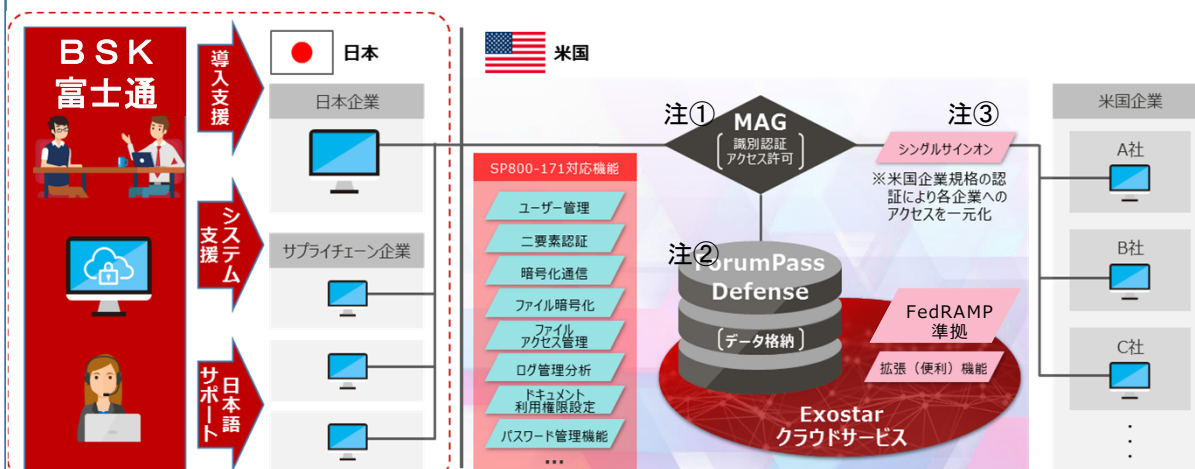 BSK
富士通
導入支援
システム
支援
日本語
サポート
日本
日本企業
サプライチェーン企業
米国
SP800-171対応機能
ユーザー管理
二要素認証
暗号化通信
ファイル暗号化
ファイル
アクセス管理
ログ管理分析
ドキュメント
利用権限設定
パスワード管理機能
…
注①
MAG
識別認証
アクセス許可
注②
ForumPass
Defense
〔データ格納〕
FedRAMP
準拠
拡張（便利）機能
Exostar
クラウドサービス
注③
シングルサインオン
※米国企業規格の認
証により各企業への
アクセスを一元化
米国企業
A社
B社
C社